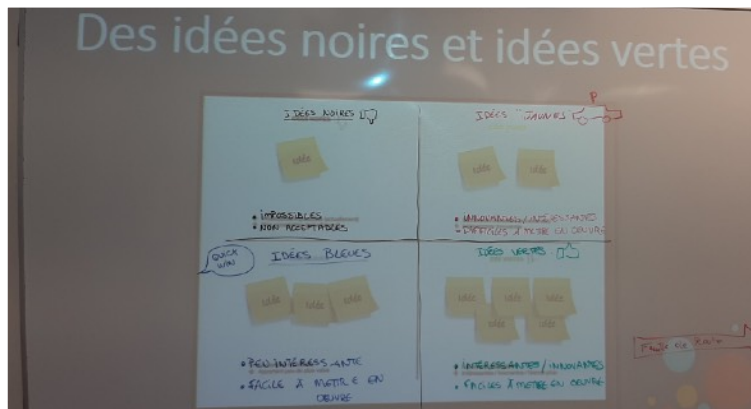 Des idées noires et idées vertes
IDÉES NOIRES
idée
• IMPOSSIBLES
• NON ACCEPTABLES
P
IDÉES JAUNES
idée idée
• INNOVANTES/INTÉRESSANTES
- DIFFICILES À METTRE EN OEUVRE
QUICK WIN
IDÉES BLEUES
idée idée idée
• PEU INTÉRESSANTE
• FACILE À METTRE EN
OEUVRE
IDÉES VERTES
idée idée idée
idée idée
• INTÉRESSANTES/INNOVANTES
• FACILES À METTRE EN OEUVRE